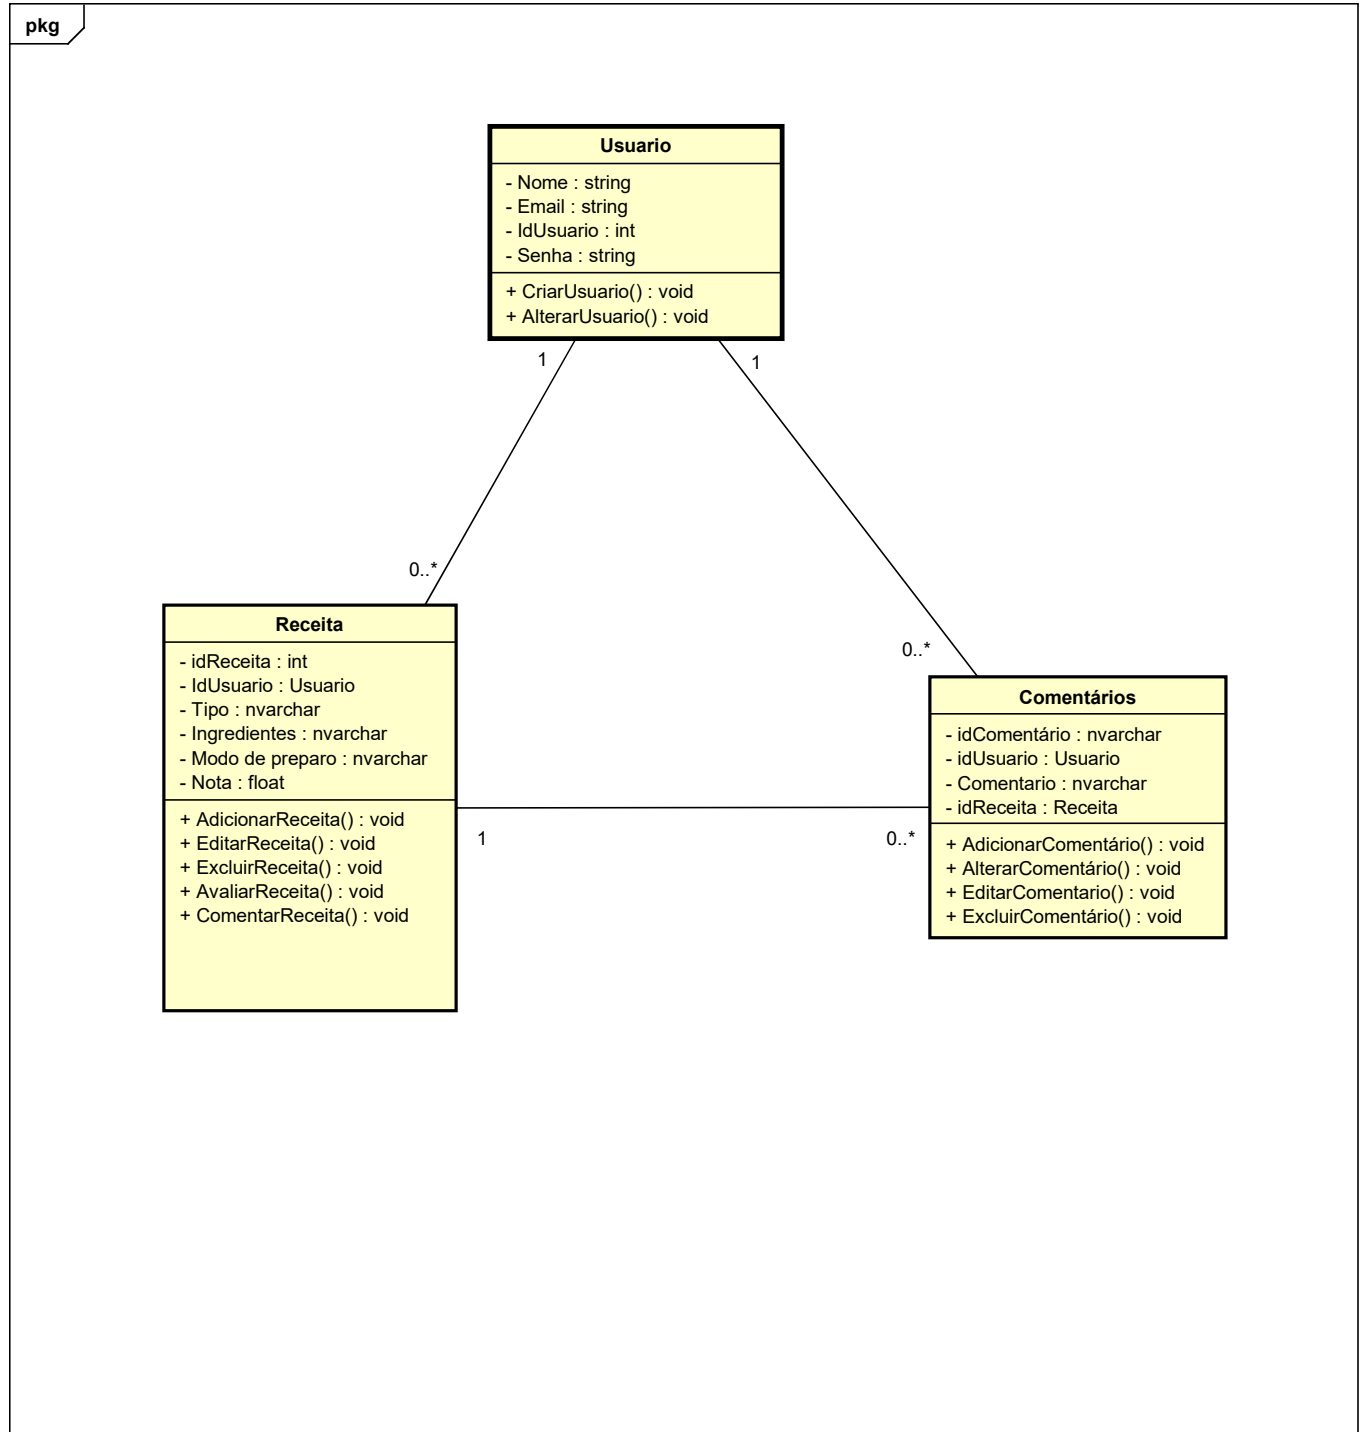 pkg
Usuario
- Nome : string
- Email : string
- IdUsuario : int
- Senha : string
+ CriarUsuario() : void
+ AlterarUsuario() : void
1
1
0..*
0..*
Receita
- idReceita : int
- IdUsuario : Usuario
- Tipo : nvarchar
- Ingredientes : nvarchar
- Modo de preparo : nvarchar
- Nota : float
+ AdicionarReceita() : void
+ EditarReceita() : void
+ ExcluirReceita() : void
+ AvaliarReceita() : void
+ ComentarReceita() : void
1
0..*
Comentários
- idComentário : nvarchar
- idUsuario : Usuario
- Comentario : nvarchar
- idReceita : Receita
+ AdicionarComentário() : void
+ AlterarComentário() : void
+ EditarComentario() : void
+ ExcluirComentário() : void